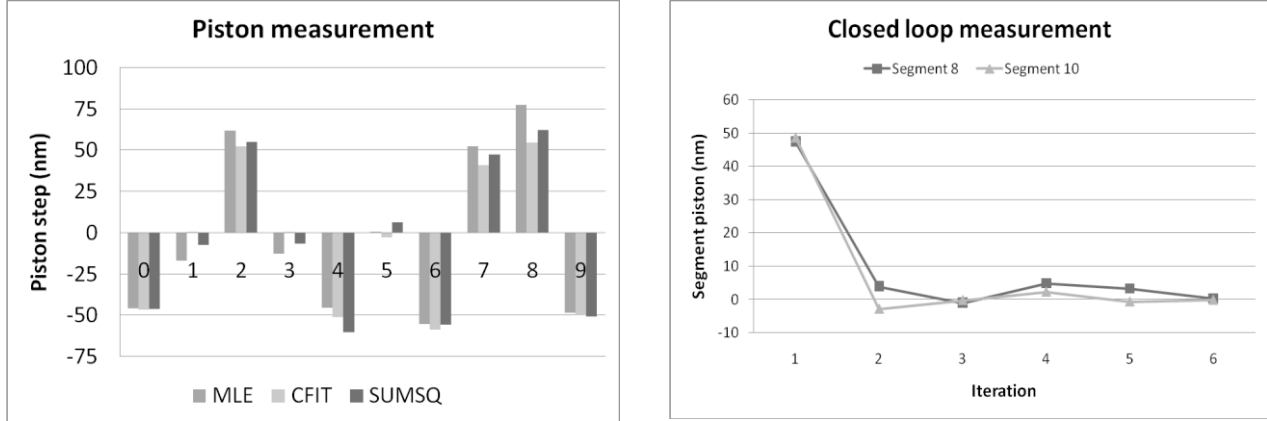 Piston measurement
100
75
50
25
0
-25
-50
-75
Piston step (nm)
0 1 2 3 4 5 6 7 8 9
MLE CFIT SUMSQ
Closed loop measurement
Segment 8 Segment 10
60
50
40
30
20
10
0
-10
Segment piston (nm)
1 2 3 4 5 6
Iteration